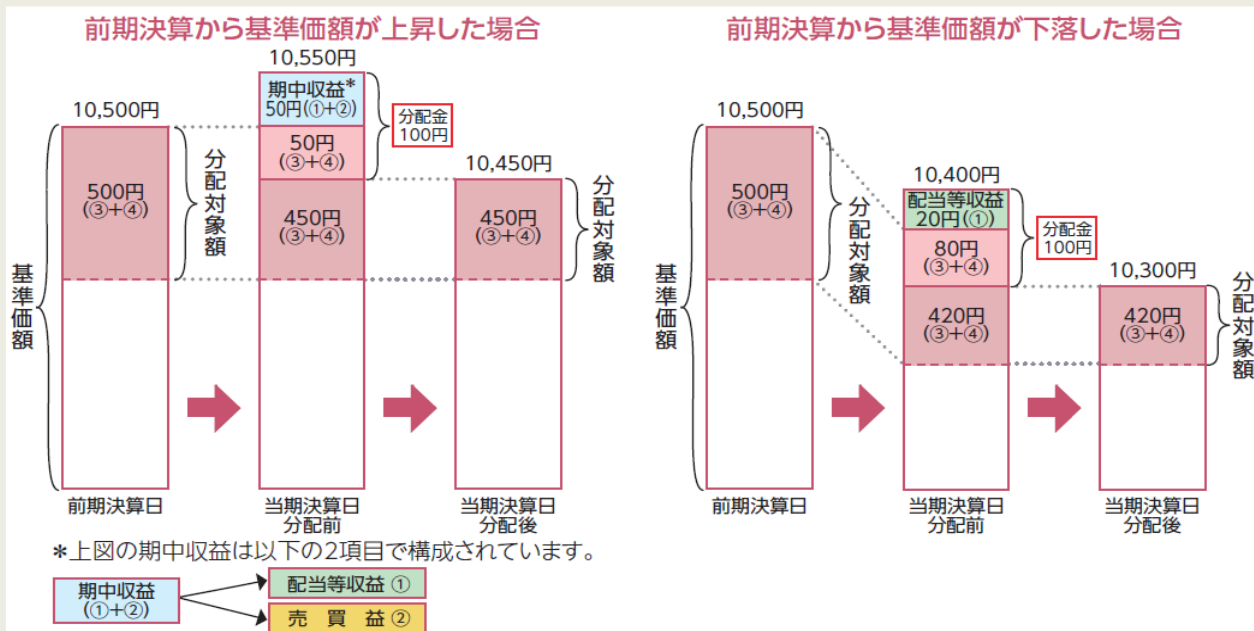 前期決算から基準価額が上昇した場合
10,500円
10,550円
期中収益*
50円(①+②)
分配金
100円
50円
(③+④)
10,450円
500円
(③+④)
分配対象額
450円
(③+④)
450円
(③+④)
分配対象額
基準価額
前期決算日
当期決算日
分配前
当期決算日
分配後
*上図の期中収益は以下の2項目で構成されています。
期中収益
(①+②)
配当等収益 ①
売 買 益 ②
前期決算から基準価額が下落した場合
10,500円
10,400円
配当等収益
20円(①)
分配金
100円
500円
(③+④)
分配対象額
80円
(③+④)
10,300円
420円
(③+④)
420円
(③+④)
分配対象額
基準価額
前期決算日
当期決算日
分配前
当期決算日
分配後